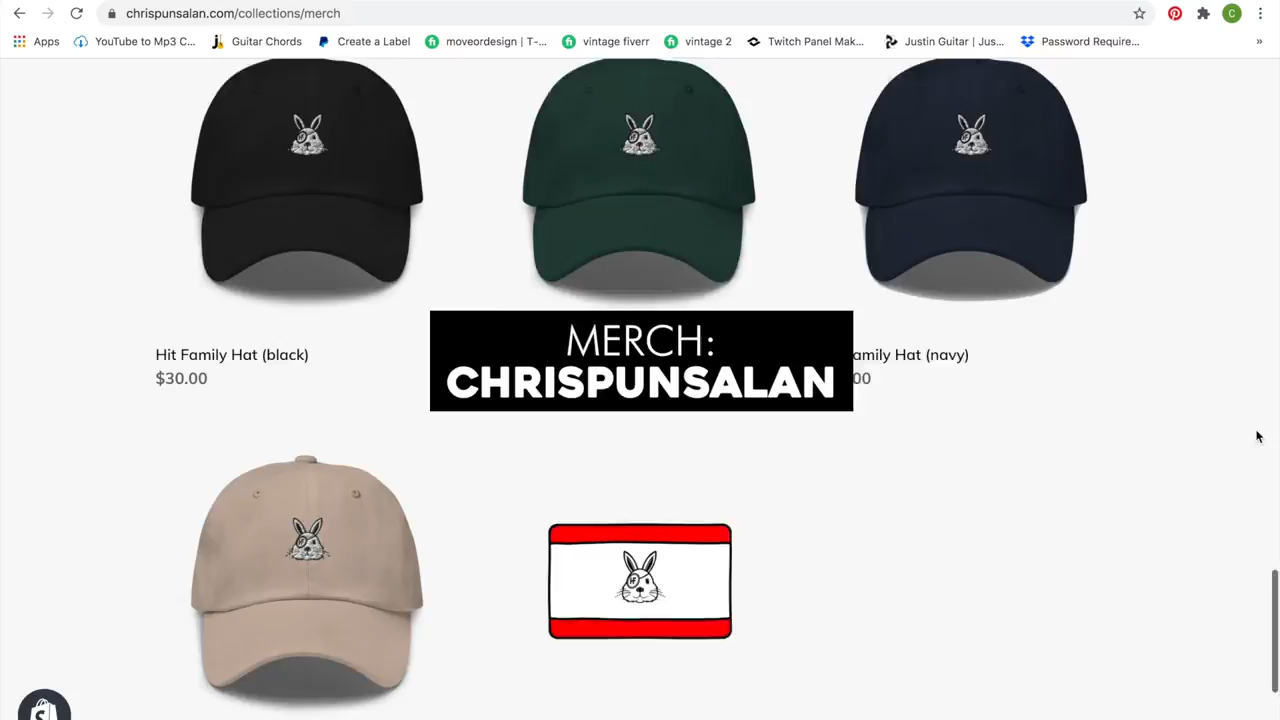 chrispunsalan.com/collections/merch
C
Apps
YouTube to Mp3 C...
Guitar Chords
Create a Label
moveordesign | T-...
vintage fiverr
vintage 2
Twitch Panel Mak...
Justin Guitar | Jus...
Password Require...
»
MERCH:
CHRISPUNSALAN
Hit Family Hat (black)
amily Hat (navy)
$30.00
00
HF